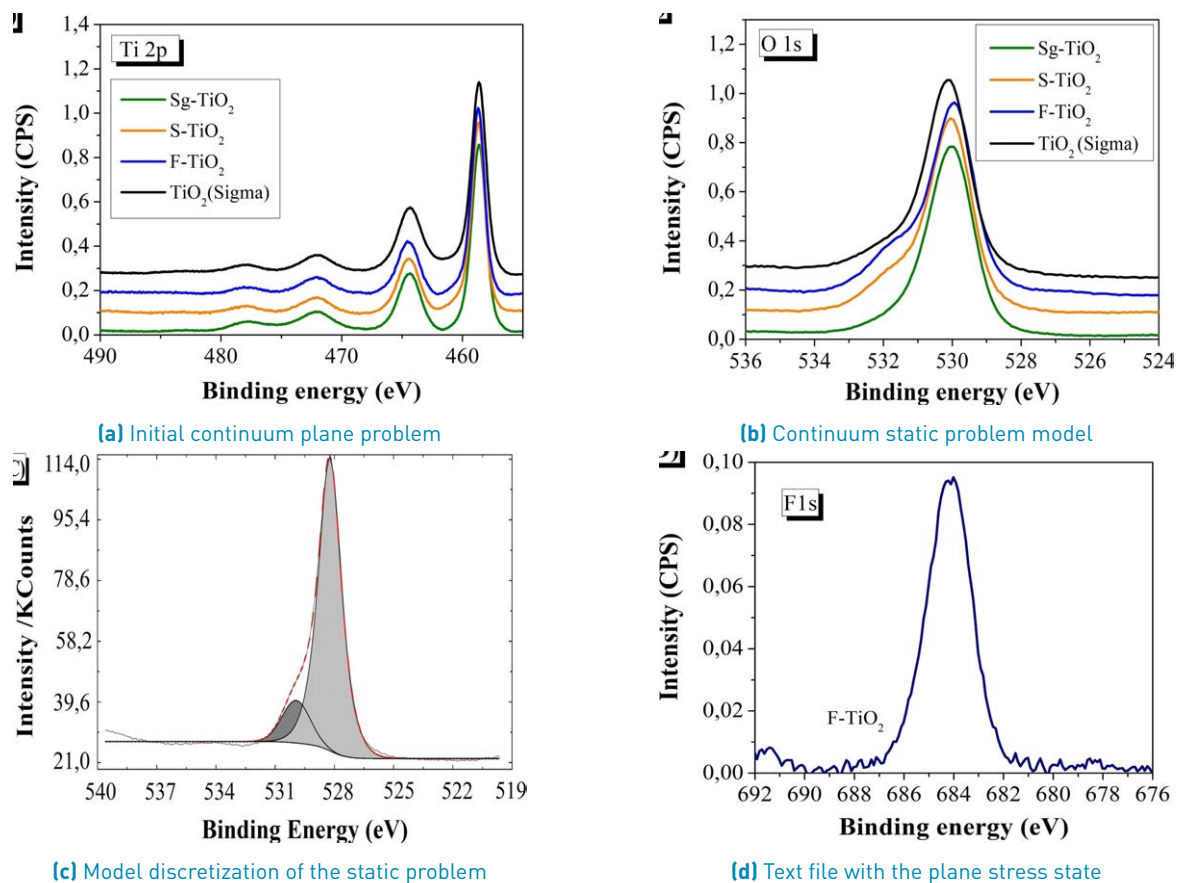 Ti 2p
Sg-TiO₂
S-TiO₂
F-TiO₂
TiO₂(Sigma)
Intensity (CPS)
1,4
1,2
1,0
0,8
0,6
0,4
0,2
0,0
490
480
470
460
Binding energy (eV)
(a) Initial continuum plane problem
O 1s
Sg-TiO₂
S-TiO₂
F-TiO₂
TiO₂(Sigma)
Intensity (CPS)
1,2
1,0
0,8
0,6
0,4
0,2
0,0
536
534
532
530
528
526
524
Binding energy (eV)
(b) Continuum static problem model
C)
Intensity /KCounts
114,0
95,4
78,6
58,2
39,6
21,0
540
537
533
531
528
525
522
519
Binding Energy (eV)
(c) Model discretization of the static problem
F1s
F-TiO₂
Intensity (CPS)
0,10
0,08
0,06
0,04
0,02
0,00
692
690
688
686
684
682
680
678
676
Binding energy (eV)
(d) Text file with the plane stress state